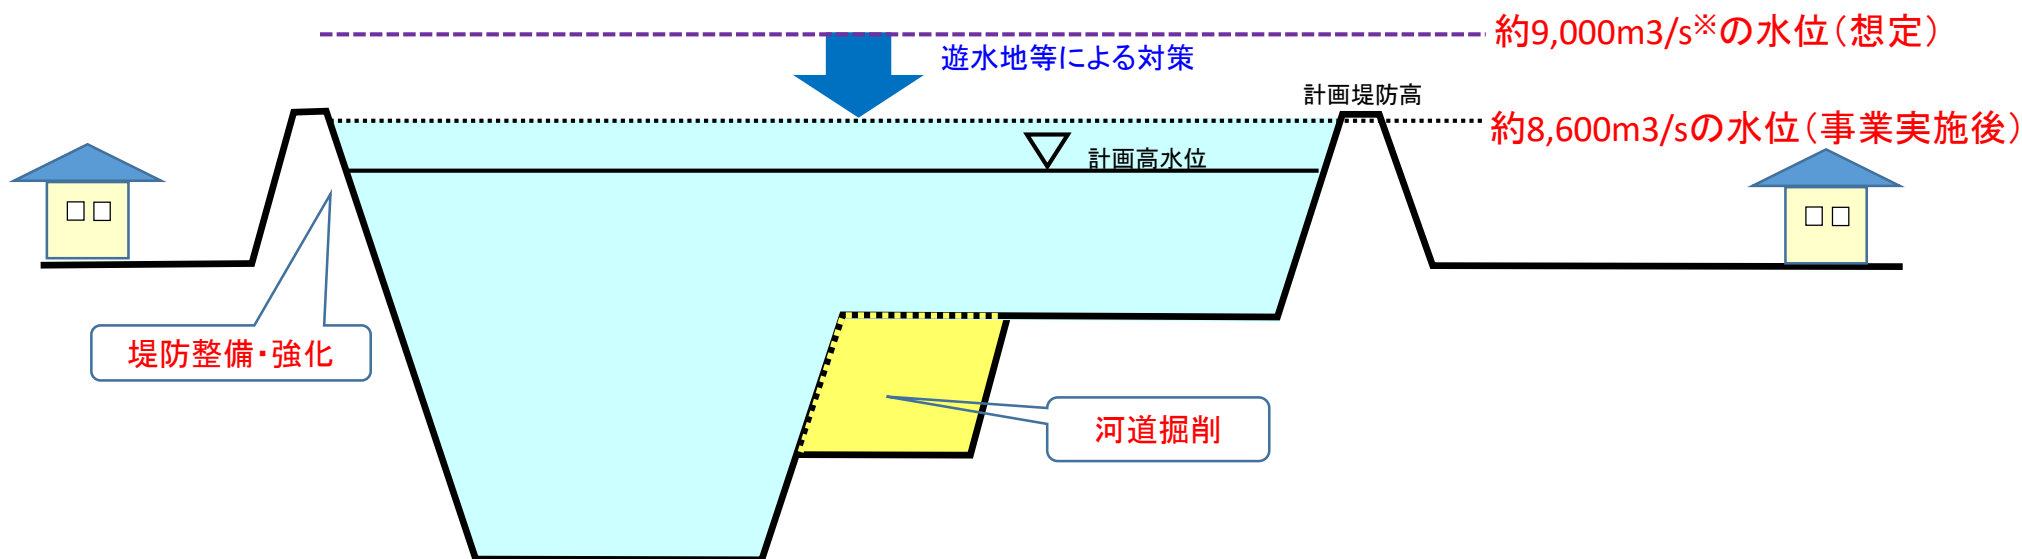 約9,000m3/s※の水位（想定）
遊水地等による対策
計画堤防高
約8,600m3/sの水位（事業実施後）
計画高水位
堤防整備・強化
河道掘削